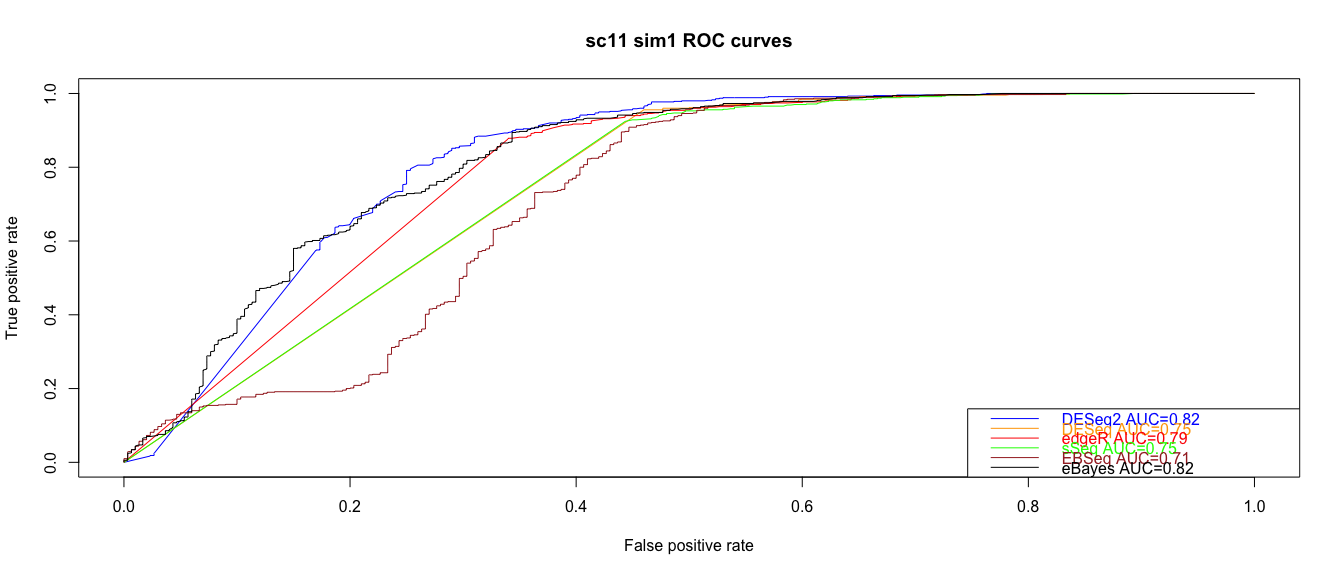 sc11 sim1 ROC curves
True positive rate
1.0
0.8
0.6
0.4
0.2
0.0
DESeq2 AUC=0.82
DESeq AUC=0.75
edgeR AUC=0.79
sSeq AUC=0.75
EBSeq AUC=0.71
eBayes AUC=0.82
0.0 0.2 0.4 0.6 0.8 1.0
False positive rate